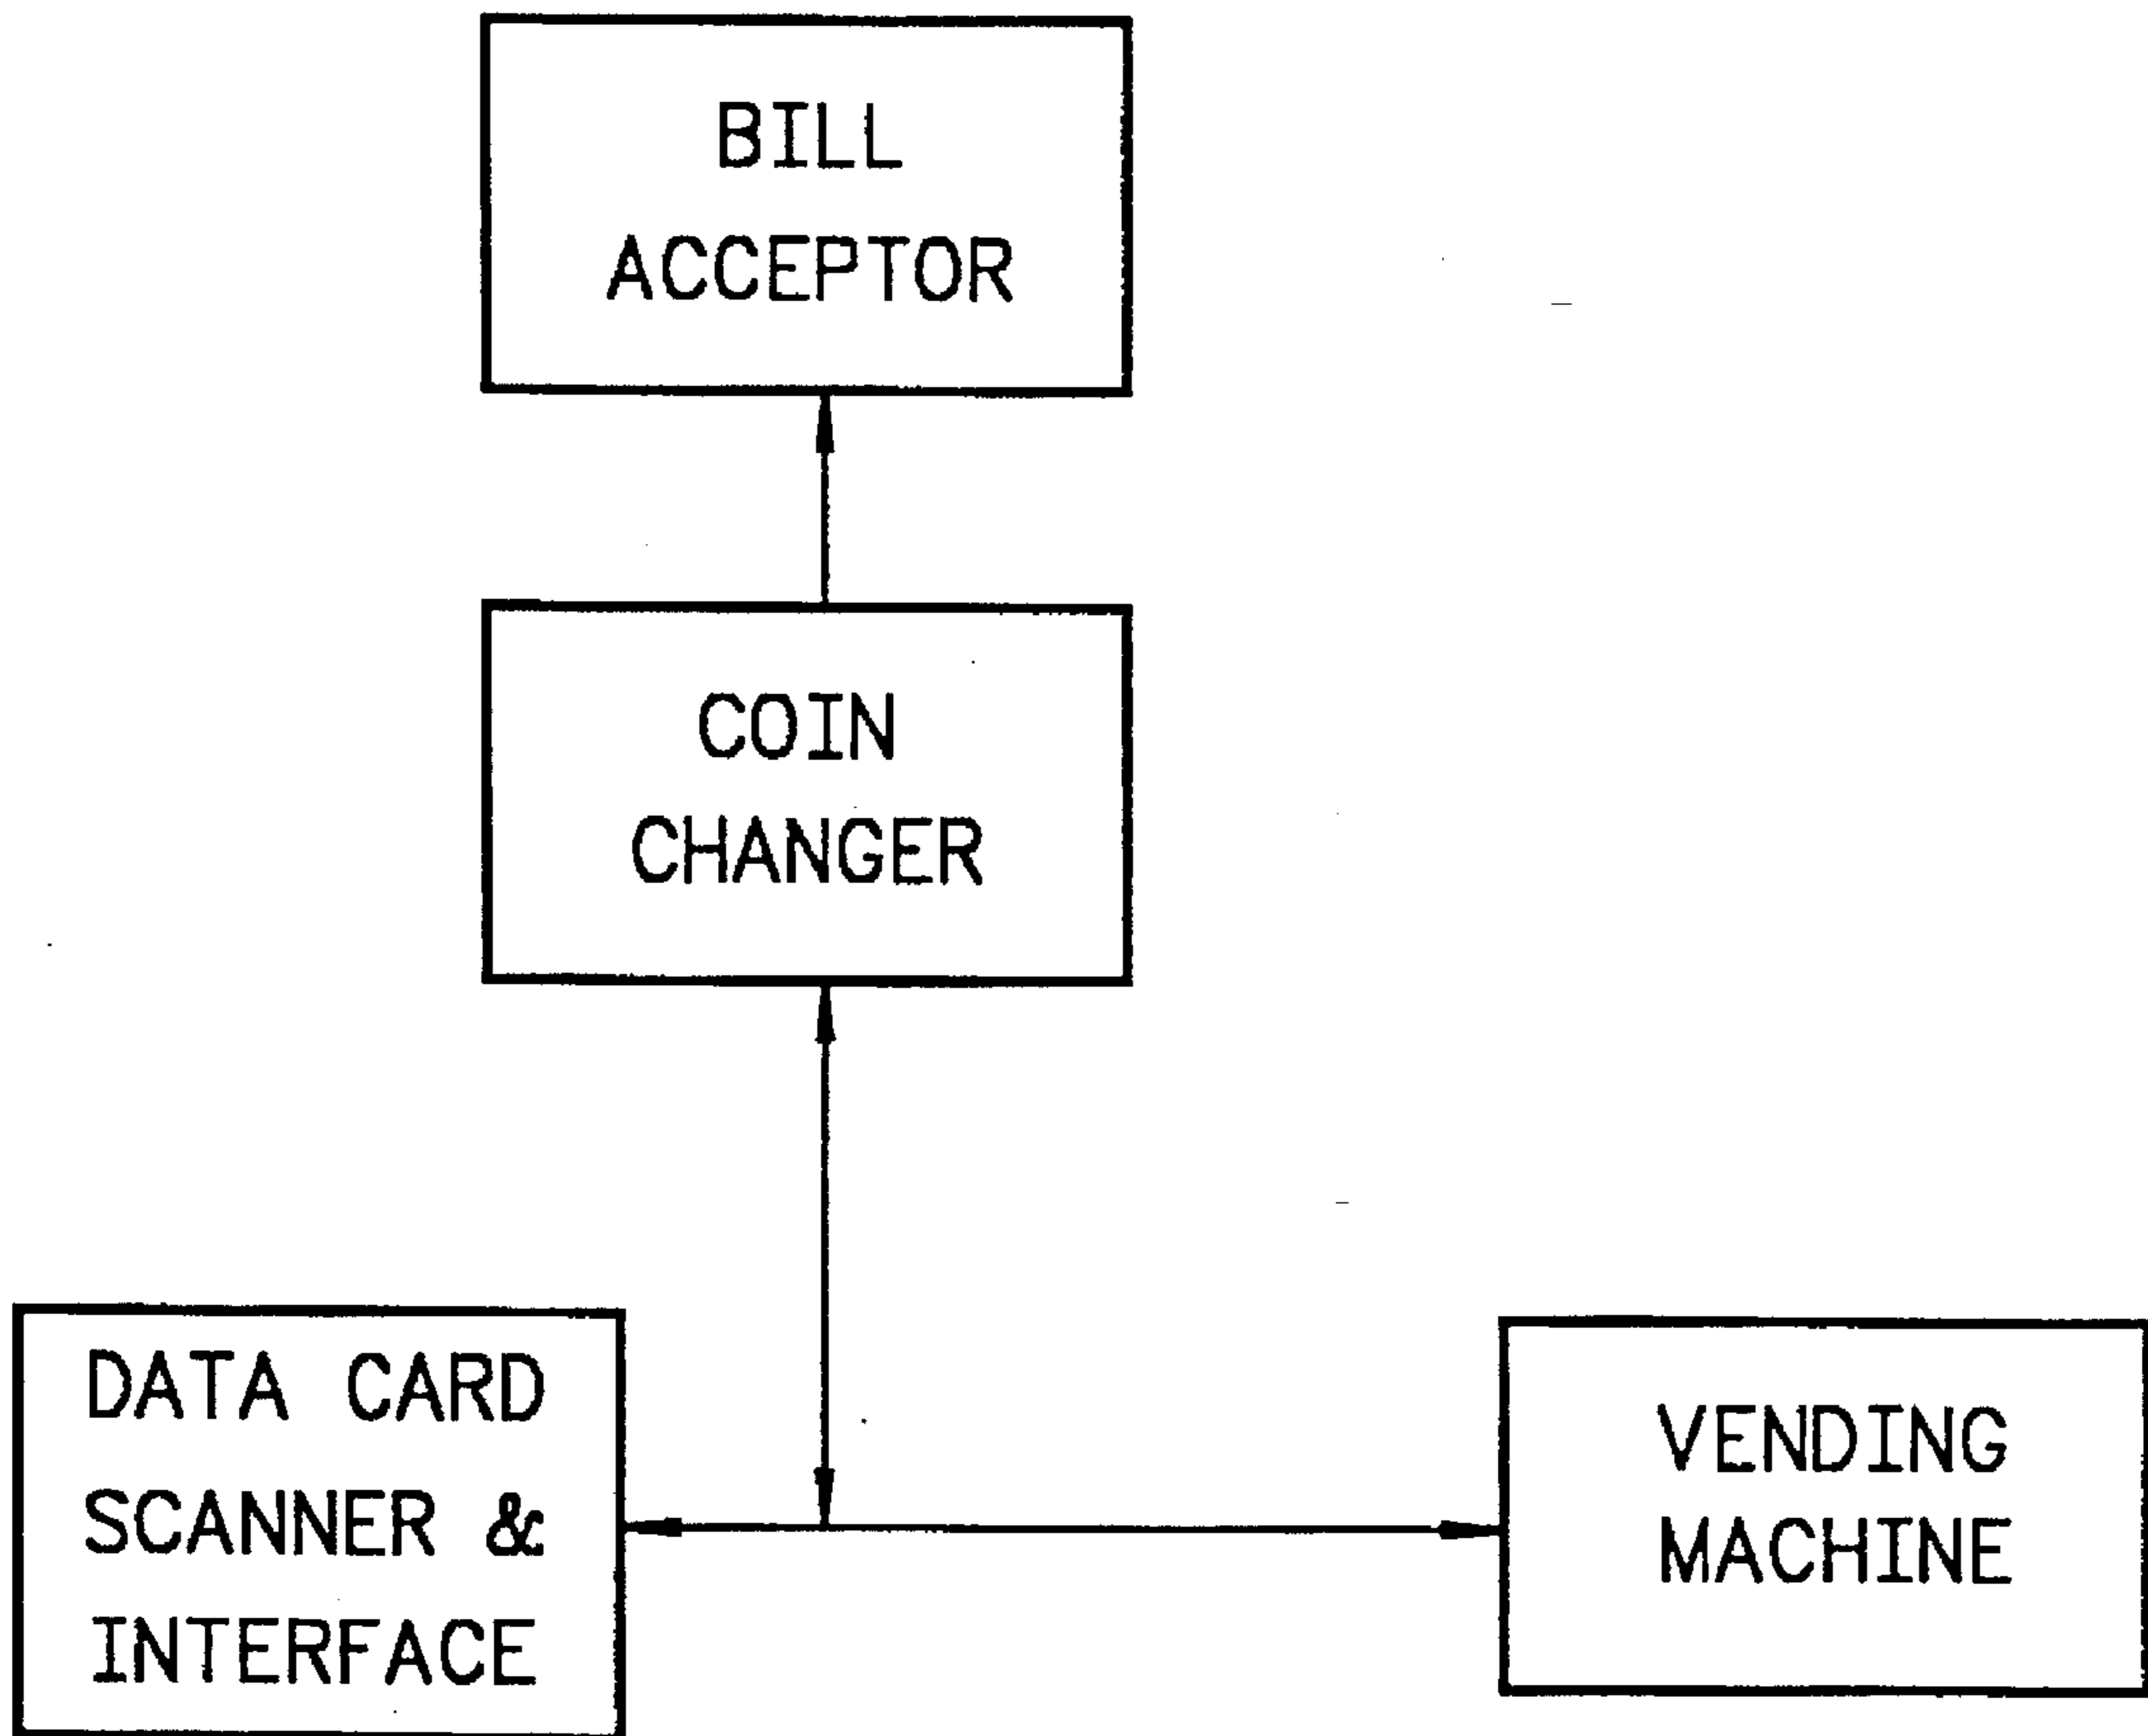 BILL
ACCEPTOR
COIN
CHANGER
DATA CARD
SCANNER &
INTERFACE
VENDING
MACHINE